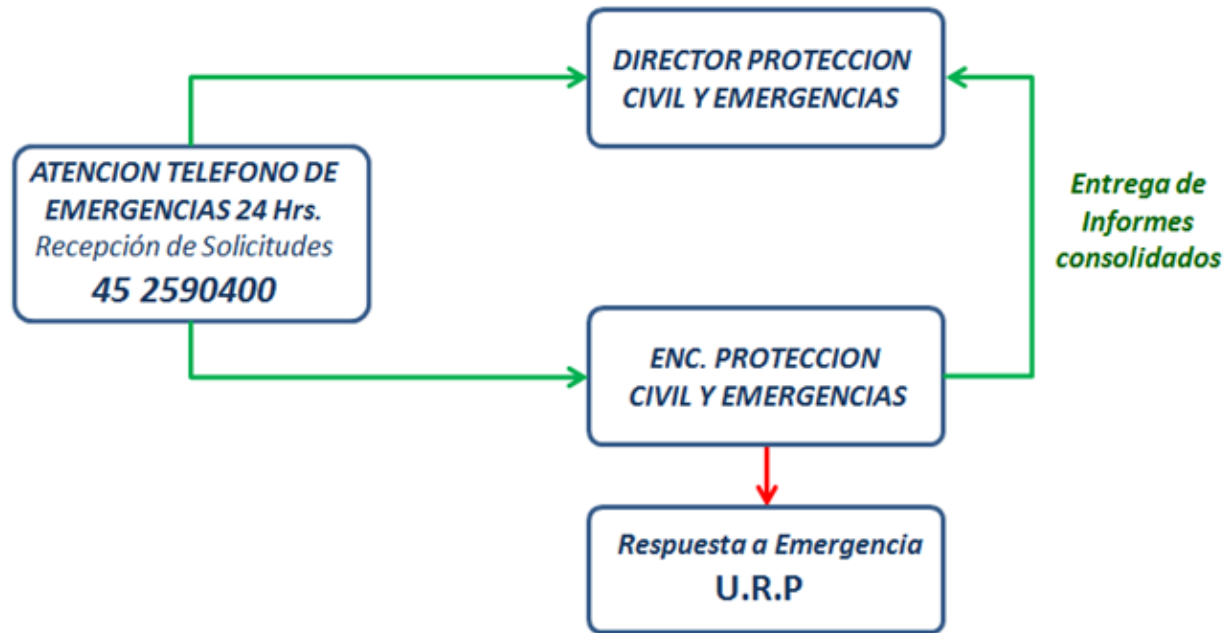 DIRECTOR PROTECCION
CIVIL Y EMERGENCIAS
ATENCION TELEFONO DE
EMERGENCIAS 24 Hrs.
Recepción de Solicitudes
45 2590400
Entrega de
Informes
consolidados
ENC. PROTECCION
CIVIL Y EMERGENCIAS
Respuesta a Emergencia
U.R.P